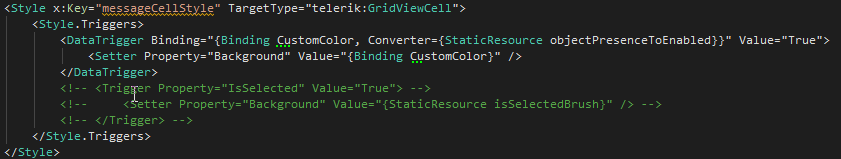 <Style x:Key="messageCellStyle" TargetType="telerik:GridViewCell">
<Style.Triggers>
<DataTrigger Binding="{Binding CustomColor, Converter={StaticResource objectPresenceToEnabled}}" Value="True">
<Setter Property="Background" Value="{Binding CustomColor}" />
</DataTrigger>
<!-- <Trigger Property="IsSelected" Value="True"> -->
<!-- <Setter Property="Background" Value="{StaticResource isSelectedBrush}" /> -->
<!-- </Trigger> -->
</Style.Triggers>
</Style>